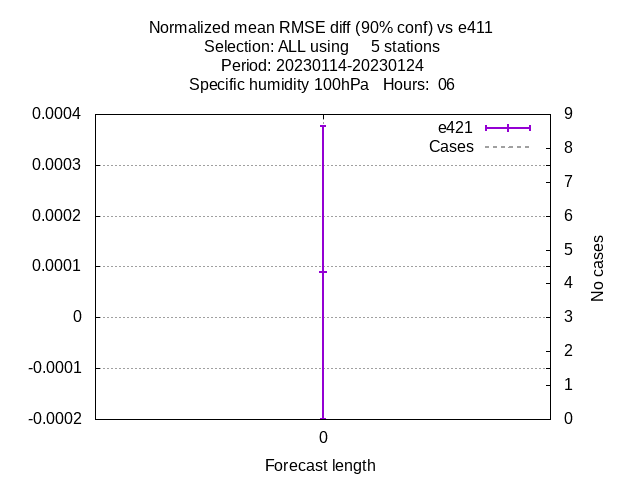 Normalized mean RMSE diff (90% conf) vs e411
Selection: ALL using     5 stations
Period: 20230114-20230124
Specific humidity 100hPa   Hours:  06
e421
Cases
0.0004
0.0003
0.0002
0.0001
0
-0.0001
-0.0002
9
8
7
6
5
4
3
2
1
0
No cases
0
Forecast length